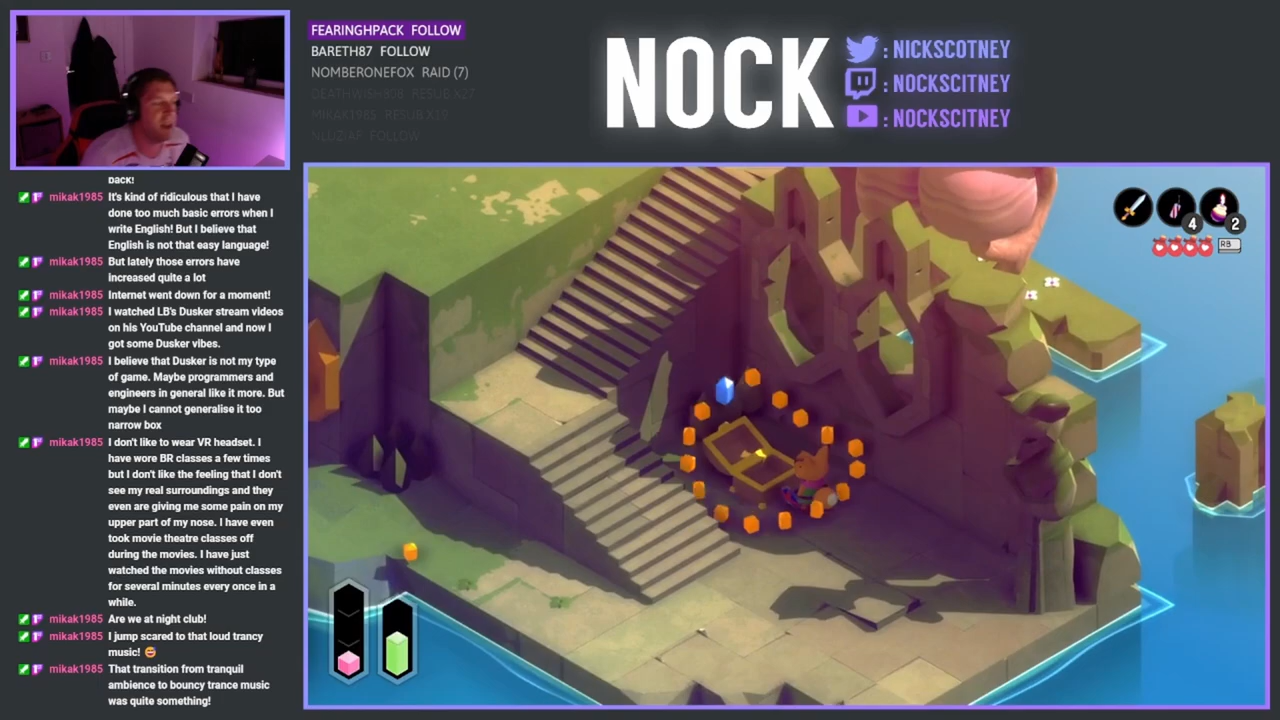 FEARINGHPACK FOLLOW
BARETH87 FOLLOW
NOMBERONEFOX RAID (7)
MIKAK1985 RESUB X39
NLUZIAF FOLLOW
NOCK
: NICKSCOTNEY
: NOCKSCITNEY
: NOCKSCITNEY
back!
mikak1985 It's kind of ridiculous that I have
done too much basic errors when I
write English! But I believe that
English is not that easy language!
mikak1985 But lately those errors have
increased quite a lot
mikak1985 Internet went down for a moment!
mikak1985 I watched LB's Dusker stream videos
on his YouTube channel and now I
got some Dusker vibes.
mikak1985 I believe that Dusker is not my type
of game. Maybe programmers and
engineers in general like it more. But
maybe I cannot generalise it too
narrow box
mikak1985 I don't like to wear VR headset. I
have wore BR classes a few times
but I don't like the feeling that I don't
see my real surroundings and they
even are giving me some pain on my
upper part of my nose. I have even
took movie theatre classes off
during the movies. I have just
watched the movies without classes
for several minutes every once in a
while.
mikak1985 Are we at night club!
mikak1985 I jump scared to that loud trancy
music!
mikak1985 That transition from tranquil
ambience to bouncy trance music
was quite something!
4
2
RB